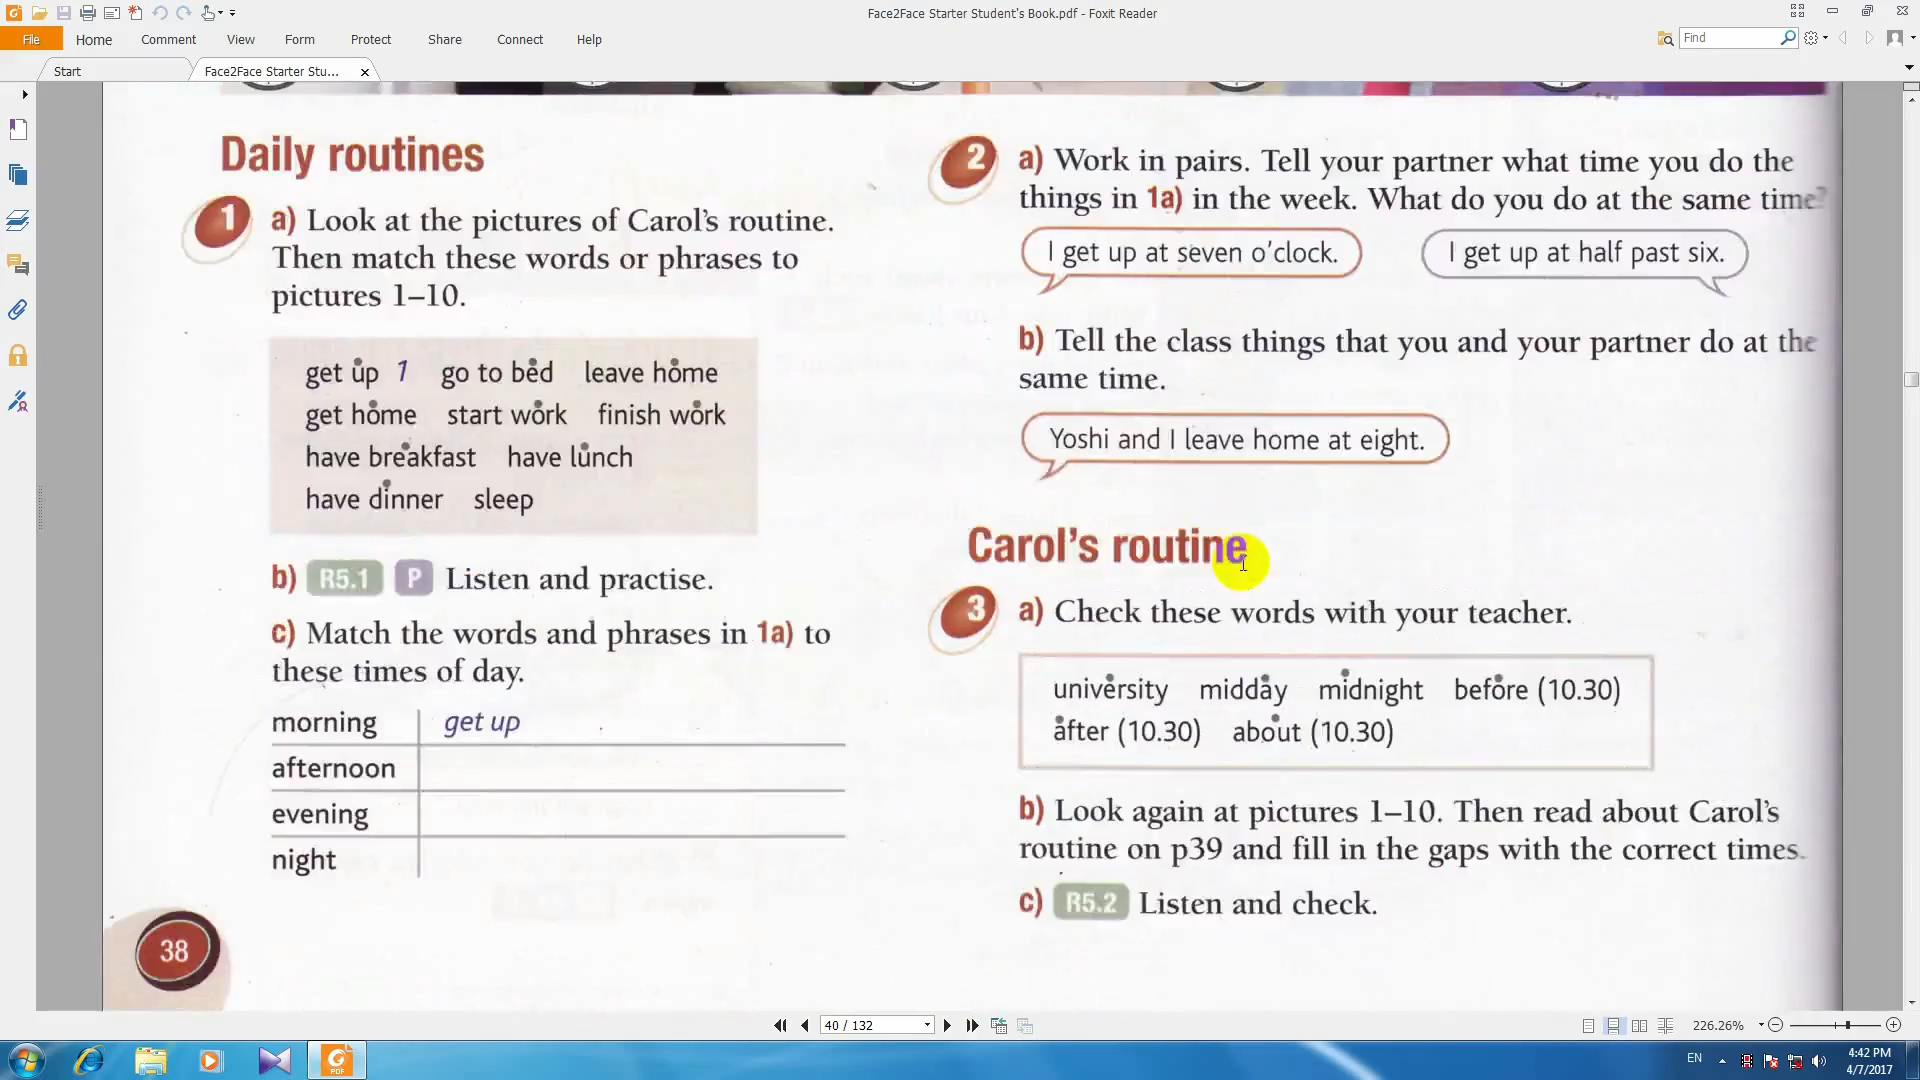 Face2Face Starter Student's Book.pdf - Foxit Reader
File Home Comment View Form Protect Share Connect Help
Find
Start
Face2Face Starter Stu...
Daily routines
1 a) Look at the pictures of Carol's routine.
Then match these words or phrases to
pictures 1–10.
get up 1 go to bed leave home
get home start work finish work
have breakfast have lunch
have dinner sleep
b) R5.1 P Listen and practise.
c) Match the words and phrases in 1a) to
these times of day.
morning get up
afternoon
evening
night
38
2 a) Work in pairs. Tell your partner what time you do the
things in 1a) in the week. What do you do at the same time?
I get up at seven o'clock.
I get up at half past six.
b) Tell the class things that you and your partner do at the
same time.
Yoshi and I leave home at eight.
Carol's routine
3 a) Check these words with your teacher.
university midday midnight before (10.30)
after (10.30) about (10.30)
b) Look again at pictures 1–10. Then read about Carol's
routine on p39 and fill in the gaps with the correct times.
c) R5.2 Listen and check.
40 / 132
226.26%
PDF
EN
4:42 PM
4/7/2017